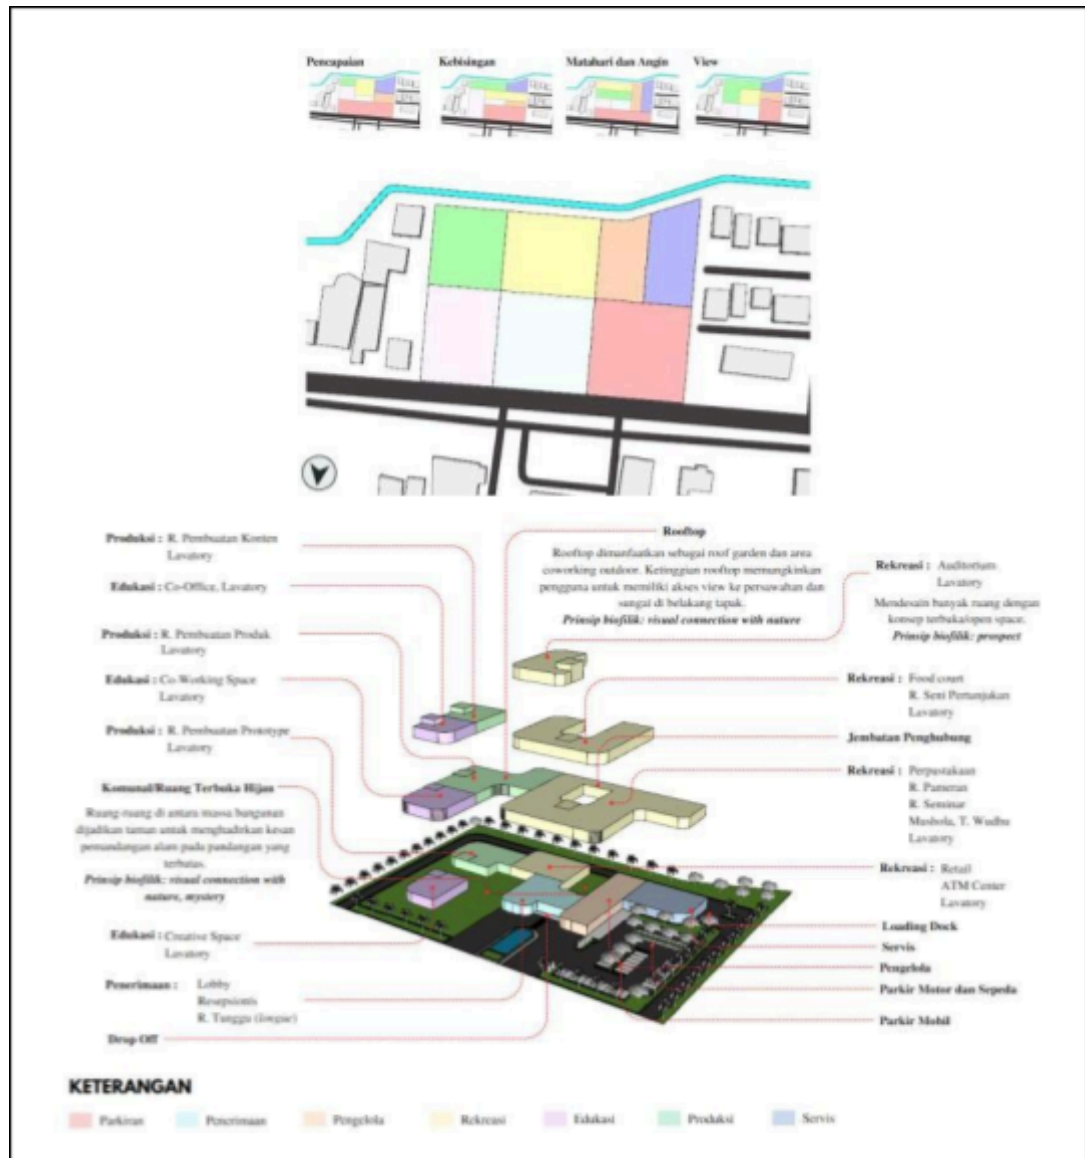 Pencapaian
Kebisingan
Matahari dan Angin
View
Produksi : R. Pembuatan Konten
Lavatory
Edukasi : Co-Office, Lavatory
Produksi : R. Pembuatan Produk
Lavatory
Edukasi : Co-Working Space
Lavatory
Produksi : R. Pembuatan Prototype
Lavatory
Komunal/Ruang Terbuka Hijau
Ruang-ruang di antara massa bangunan
dijadikan taman untuk menghadirkan kesan
pemandangan alam pada pandangan yang
terbatas.
Prinsip biofilik: visual connection with
nature, mystery
Edukasi : Creative Space
Lavatory
Penerimaan : Lobby
Resepsionis
R. Tunggu (longue)
Drop Off
Rooftop
Rooftop dimanfaatkan sebagai roof garden dan area
coworking outdoor. Ketinggian rooftop memungkinkan
pengguna untuk memiliki akses view ke persawahan dan
sungai di belakang tapak.
Prinsip biofilik: visual connection with nature
Rekreasi : Auditorium
Lavatory
Mendesain banyak ruang dengan
konsep terbuka/open space.
Prinsip biofilik: prospect
Rekreasi : Food court
R. Seni Pertunjukan
Lavatory
Jembatan Penghubung
Rekreasi : Perpustakaan
R. Pameran
R. Seminar
Mushola, T. Wudhu
Lavatory
Rekreasi : Retail
ATM Center
Lavatory
Loading Dock
Servis
Pengelola
Parkir Motor dan Sepeda
Parkir Mobil
KETERANGAN
Parkiran
Penerimaan
Pengelola
Rekreasi
Edukasi
Produksi
Servis